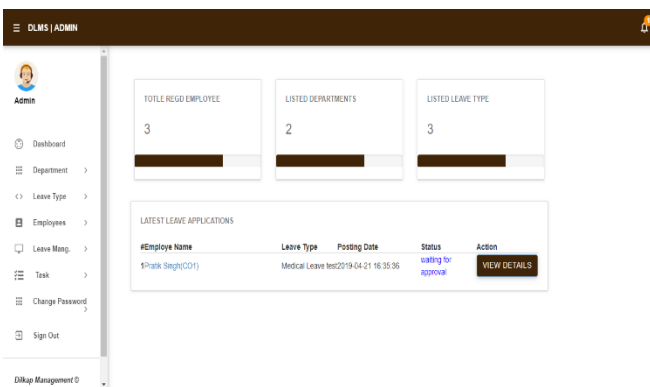 DLMS | ADMIN
Admin
Dashboard
Department
Leave Type
Employees
Leave Mang.
Task
Change Password
Sign Out
Dilkap Management ©
TOTLE REGD EMPLOYEE
3
LISTED DEPARTMENTS
2
LISTED LEAVE TYPE
3
LATEST LEAVE APPLICATIONS
#Employe Name Leave Type Posting Date Status Action
1Pratik Singh(CO1) Medical Leave test2019-04-21 16:35:36 waiting for approval VIEW DETAILS